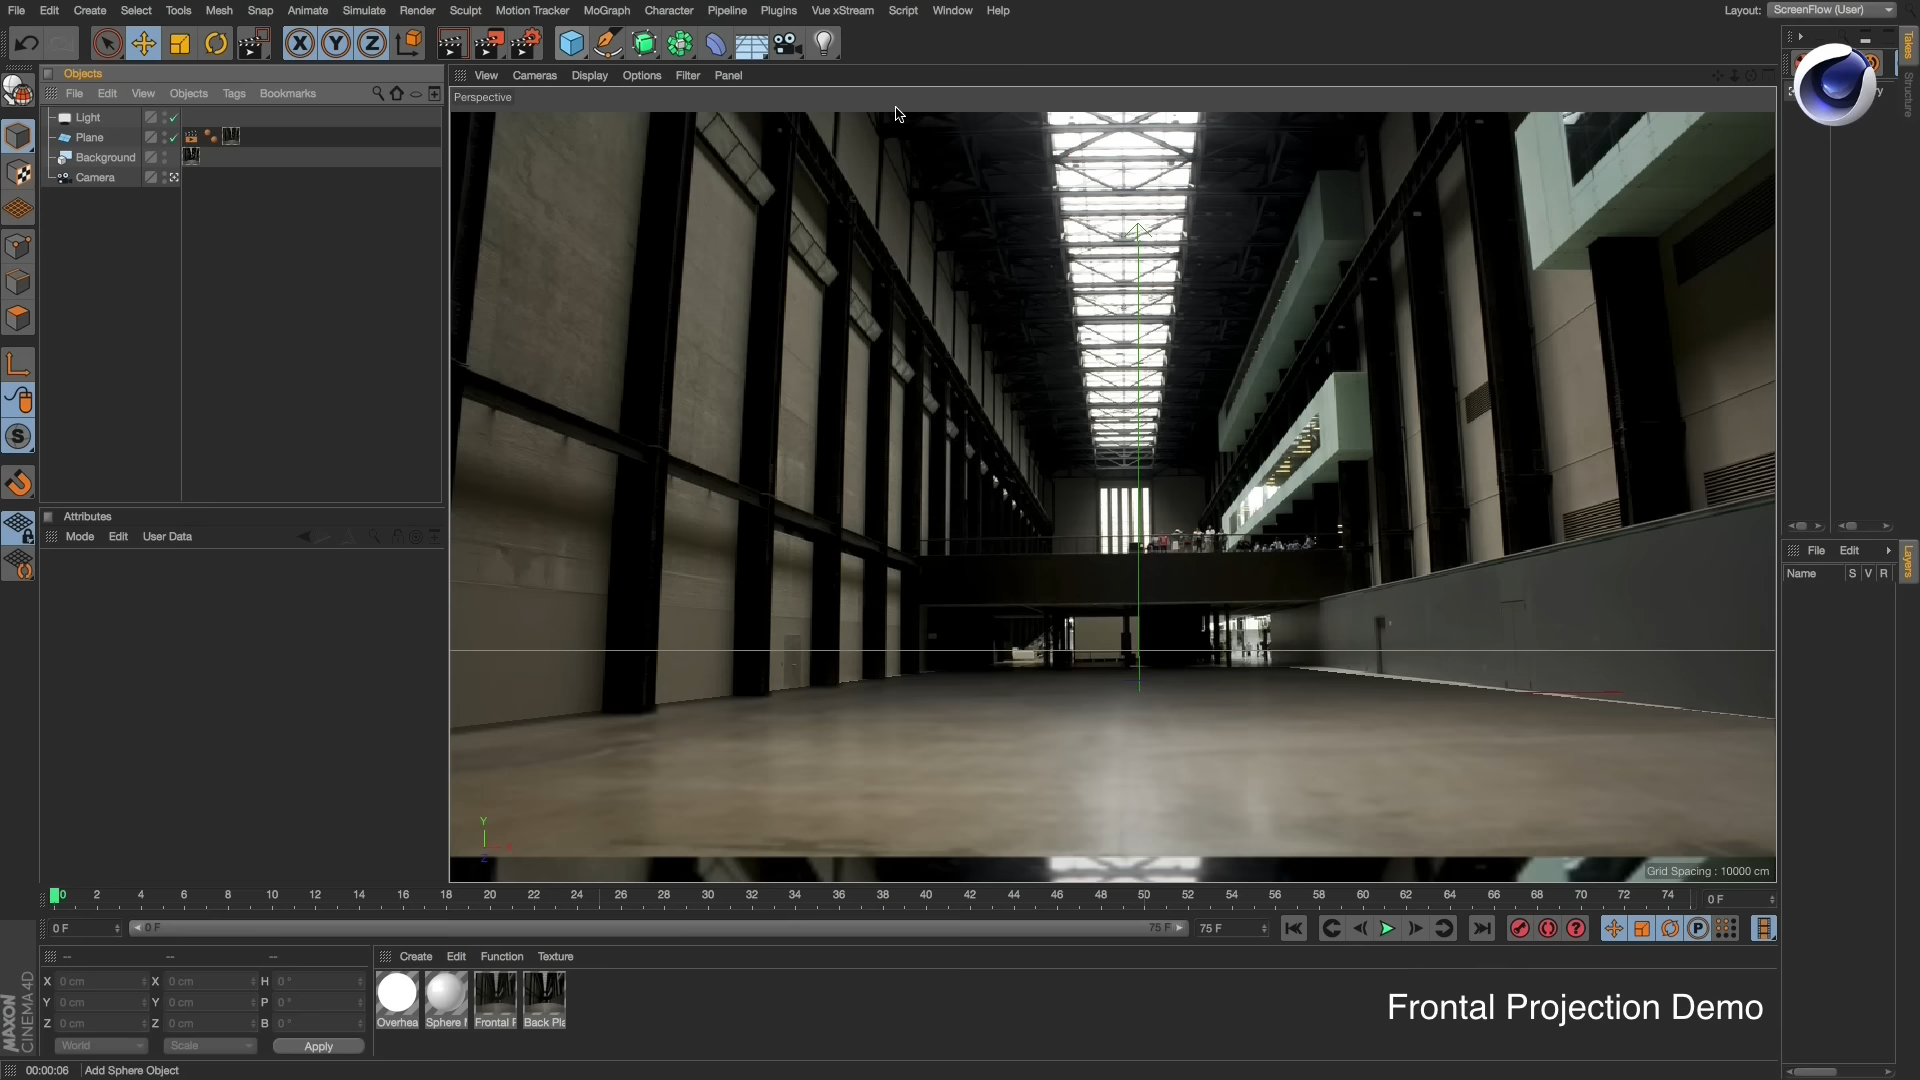 File Edit Create Select Tools Mesh Snap Animate Simulate Render Sculpt Motion Tracker MoGraph Character Pipeline Plugins Vue xStream Script Window Help
Layout: ScreenFlow (User)
X Y Z
Objects
File Edit View Objects Tags Bookmarks
Light
Plane
Background
Camera
View Cameras Display Options Filter Panel
Perspective
Takes
Structure
Attributes
Mode Edit User Data
S
File Edit
Layers
Name S V R
Y
Z
Grid Spacing : 10000 cm
0 2 4 6 8 10 12 14 16 18 20 22 24 26 28 30 32 34 36 38 40 42 44 46 48 50 52 54 56 58 60 62 64 66 68 70 72 74 0 F
0 F 0 F 75 F 75 F
P
-- -- --
X 0 cm X 0 cm H 0 °
Y 0 cm Y 0 cm P 0 °
Z 0 cm Z 0 cm B 0 °
World Scale Apply
Create Edit Function Texture
Overhea Sphere Frontal Back Pla
Frontal Projection Demo
MAXON
CINEMA 4D
00:00:06 Add Sphere Object